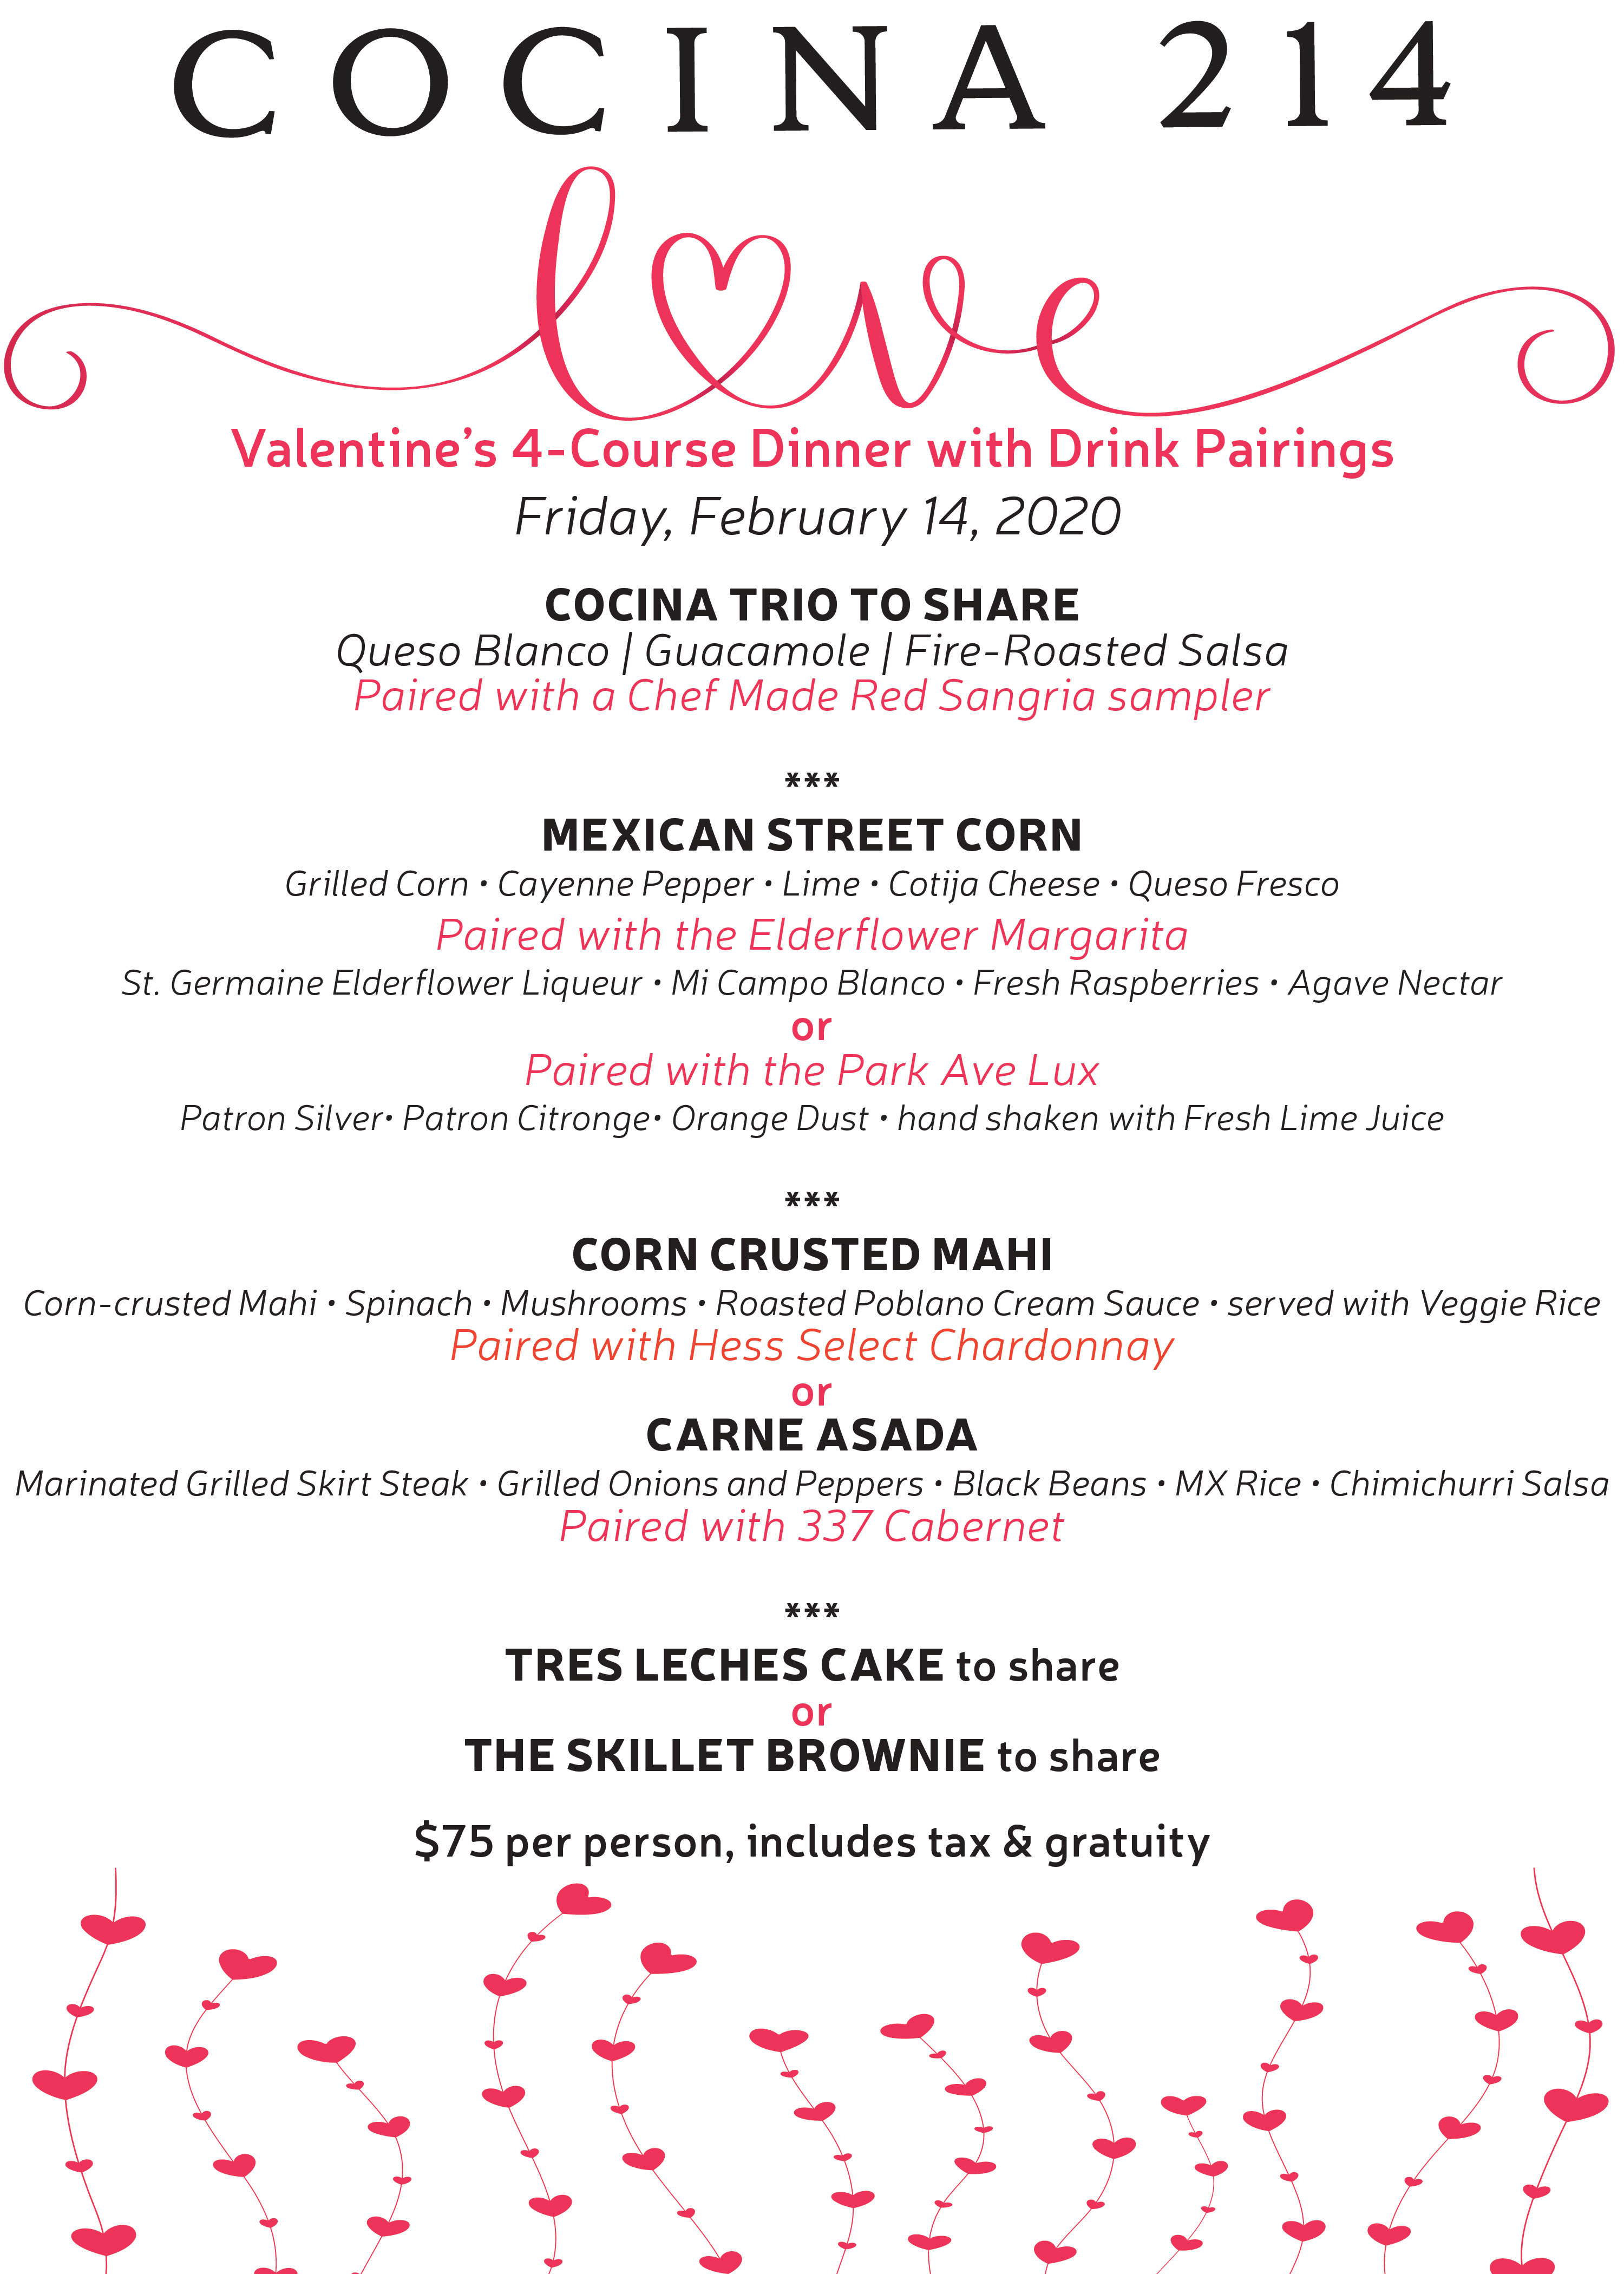 COCINA 214
love
Valentine’s 4-Course Dinner with Drink Pairings
Friday, February 14, 2020
COCINA TRIO TO SHARE
Queso Blanco | Guacamole | Fire-Roasted Salsa
Paired with a Chef Made Red Sangria sampler
***
MEXICAN STREET CORN
Grilled Corn • Cayenne Pepper • Lime • Cotija Cheese • Queso Fresco
Paired with the Elderflower Margarita
St. Germaine Elderflower Liqueur • Mi Campo Blanco • Fresh Raspberries • Agave Nectar
or
Paired with the Park Ave Lux
Patron Silver• Patron Citronge• Orange Dust • hand shaken with Fresh Lime Juice
***
CORN CRUSTED MAHI
Corn-crusted Mahi • Spinach • Mushrooms • Roasted Poblano Cream Sauce • served with Veggie Rice
Paired with Hess Select Chardonnay
or
CARNE ASADA
Marinated Grilled Skirt Steak • Grilled Onions and Peppers • Black Beans • MX Rice • Chimichurri Salsa
Paired with 337 Cabernet
***
TRES LECHES CAKE to share
or
THE SKILLET BROWNIE to share
$75 per person, includes tax & gratuity